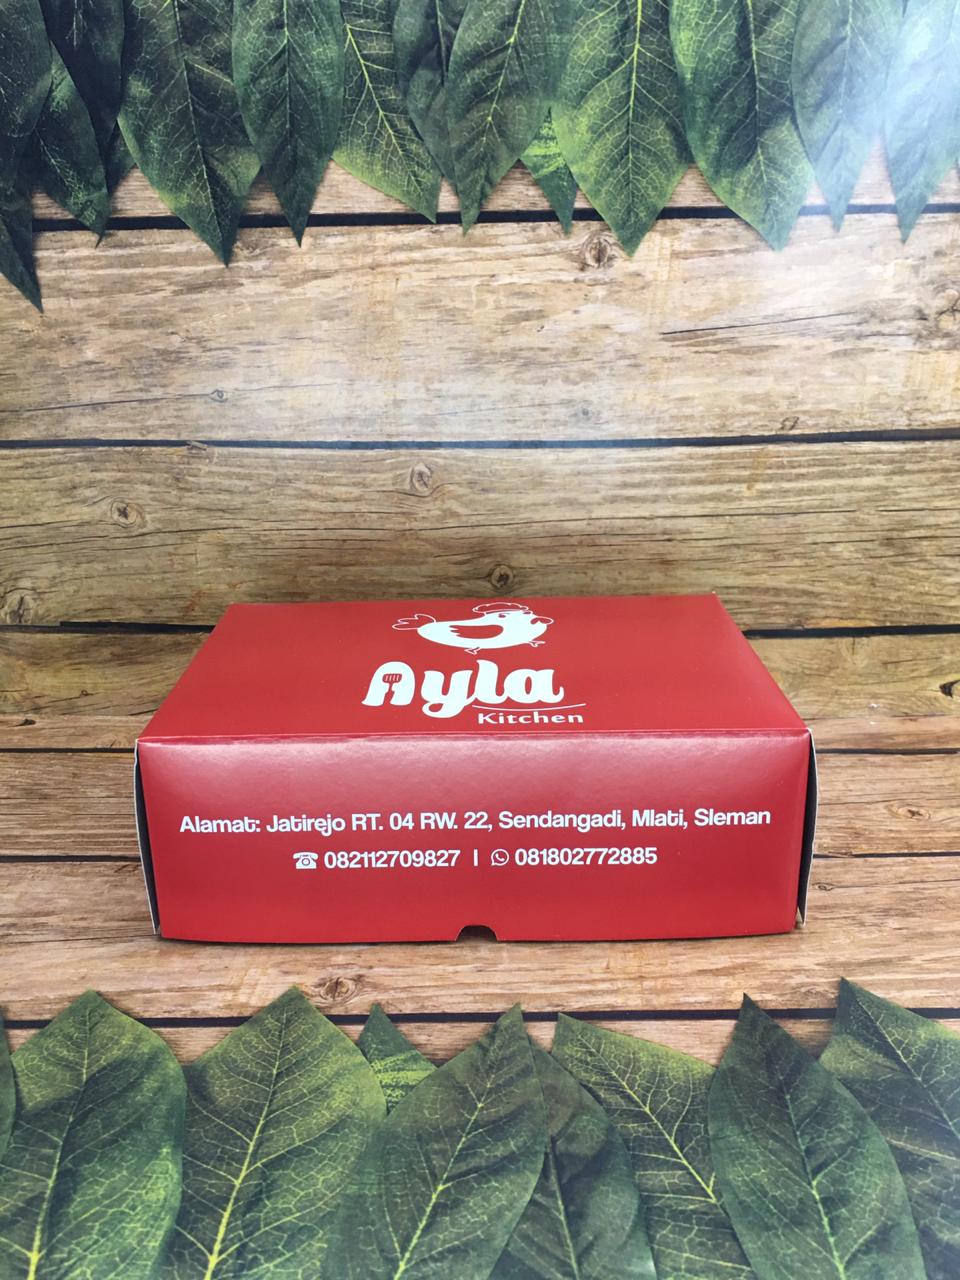 Ayla
Kitchen
Alamat: Jatirejo RT. 04 RW. 22, Sendangadi, Mlati, Sleman
082112709827 | 081802772885